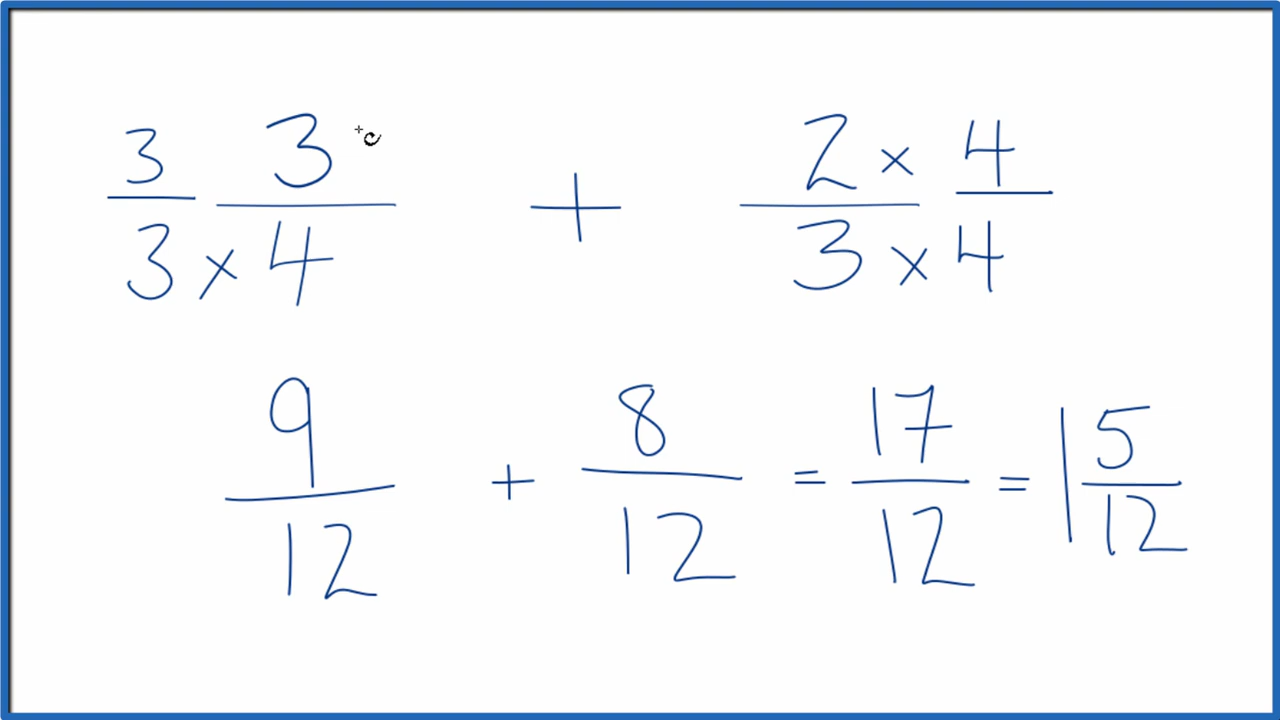 3/3 × 3/4 + 2/3 × 4/4
9/12 + 8/12 = 17/12 = 1 5/12